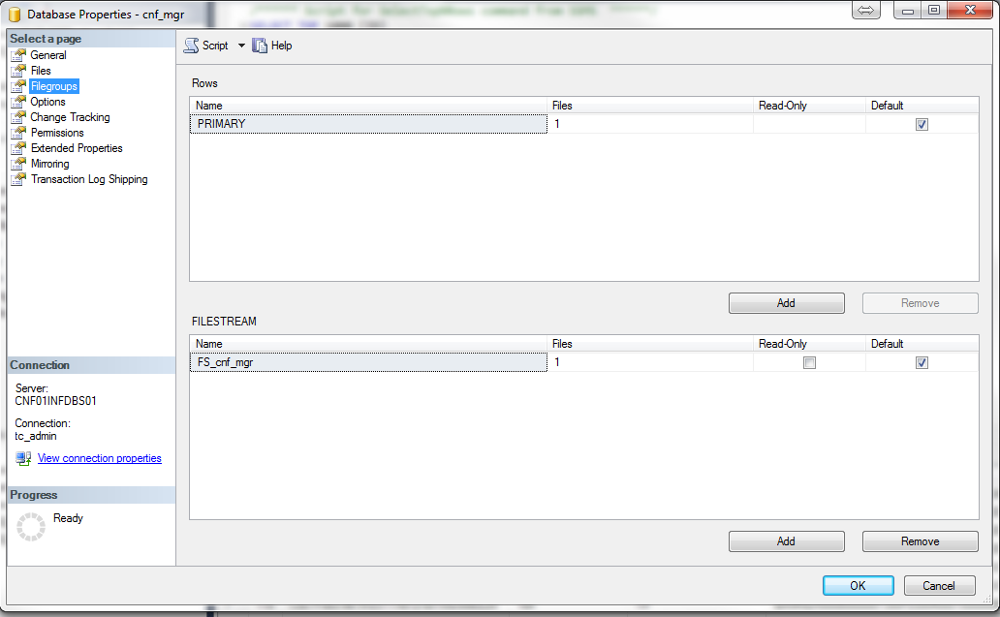 Database Properties - cnf_mgr
Select a page
General
Files
Filegroups
Options
Change Tracking
Permissions
Extended Properties
Mirroring
Transaction Log Shipping
Connection
Server:
CNF01INFDBS01
Connection:
tc_admin
View connection properties
Progress
Ready
Script Help
Rows
Name Files Read-Only Default
PRIMARY 1
Add Remove
FILESTREAM
Name Files Read-Only Default
FS_cnf_mgr 1
Add Remove
OK Cancel